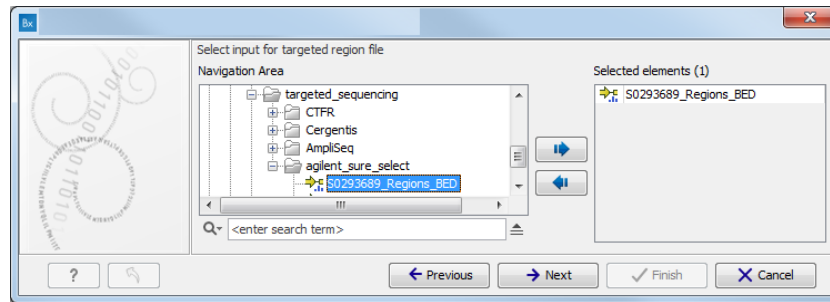 Bx
Select input for targeted region file
Navigation Area
targeted_sequencing
CTFR
Cergentis
AmpliSeq
agilent_sure_select
S0293689_Regions_BED
<enter search term>
Selected elements (1)
S0293689_Regions_BED
?
Previous
Next
Finish
Cancel